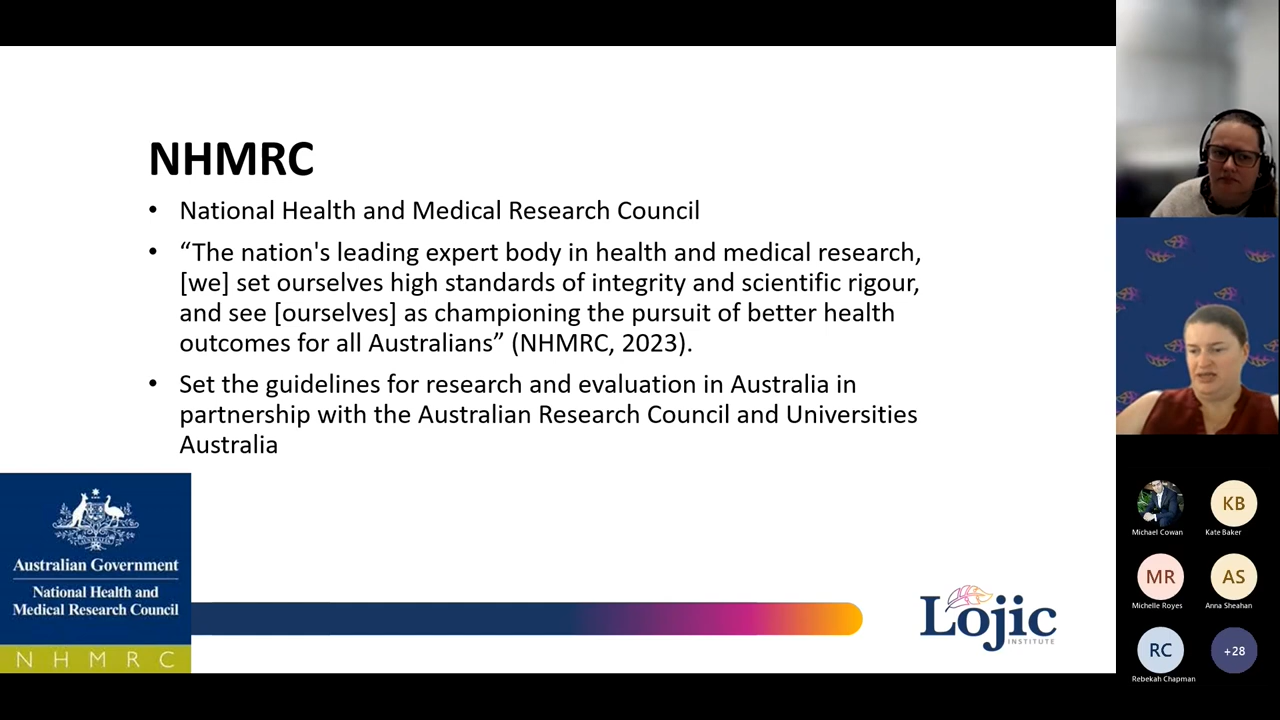 NHMRC
• National Health and Medical Research Council
• “The nation's leading expert body in health and medical research,
[we] set ourselves high standards of integrity and scientific rigour,
and see [ourselves] as championing the pursuit of better health
outcomes for all Australians” (NHMRC, 2023).
• Set the guidelines for research and evaluation in Australia in
partnership with the Australian Research Council and Universities
Australia
Australian Government
National Health and
Medical Research Council
N H M R C
Lojic
INSTITUTE
Michael Cowan
KB
Kate Baker
MR
Michelle Royes
AS
Anna Sheahan
RC
Rebekah Chapman
+28